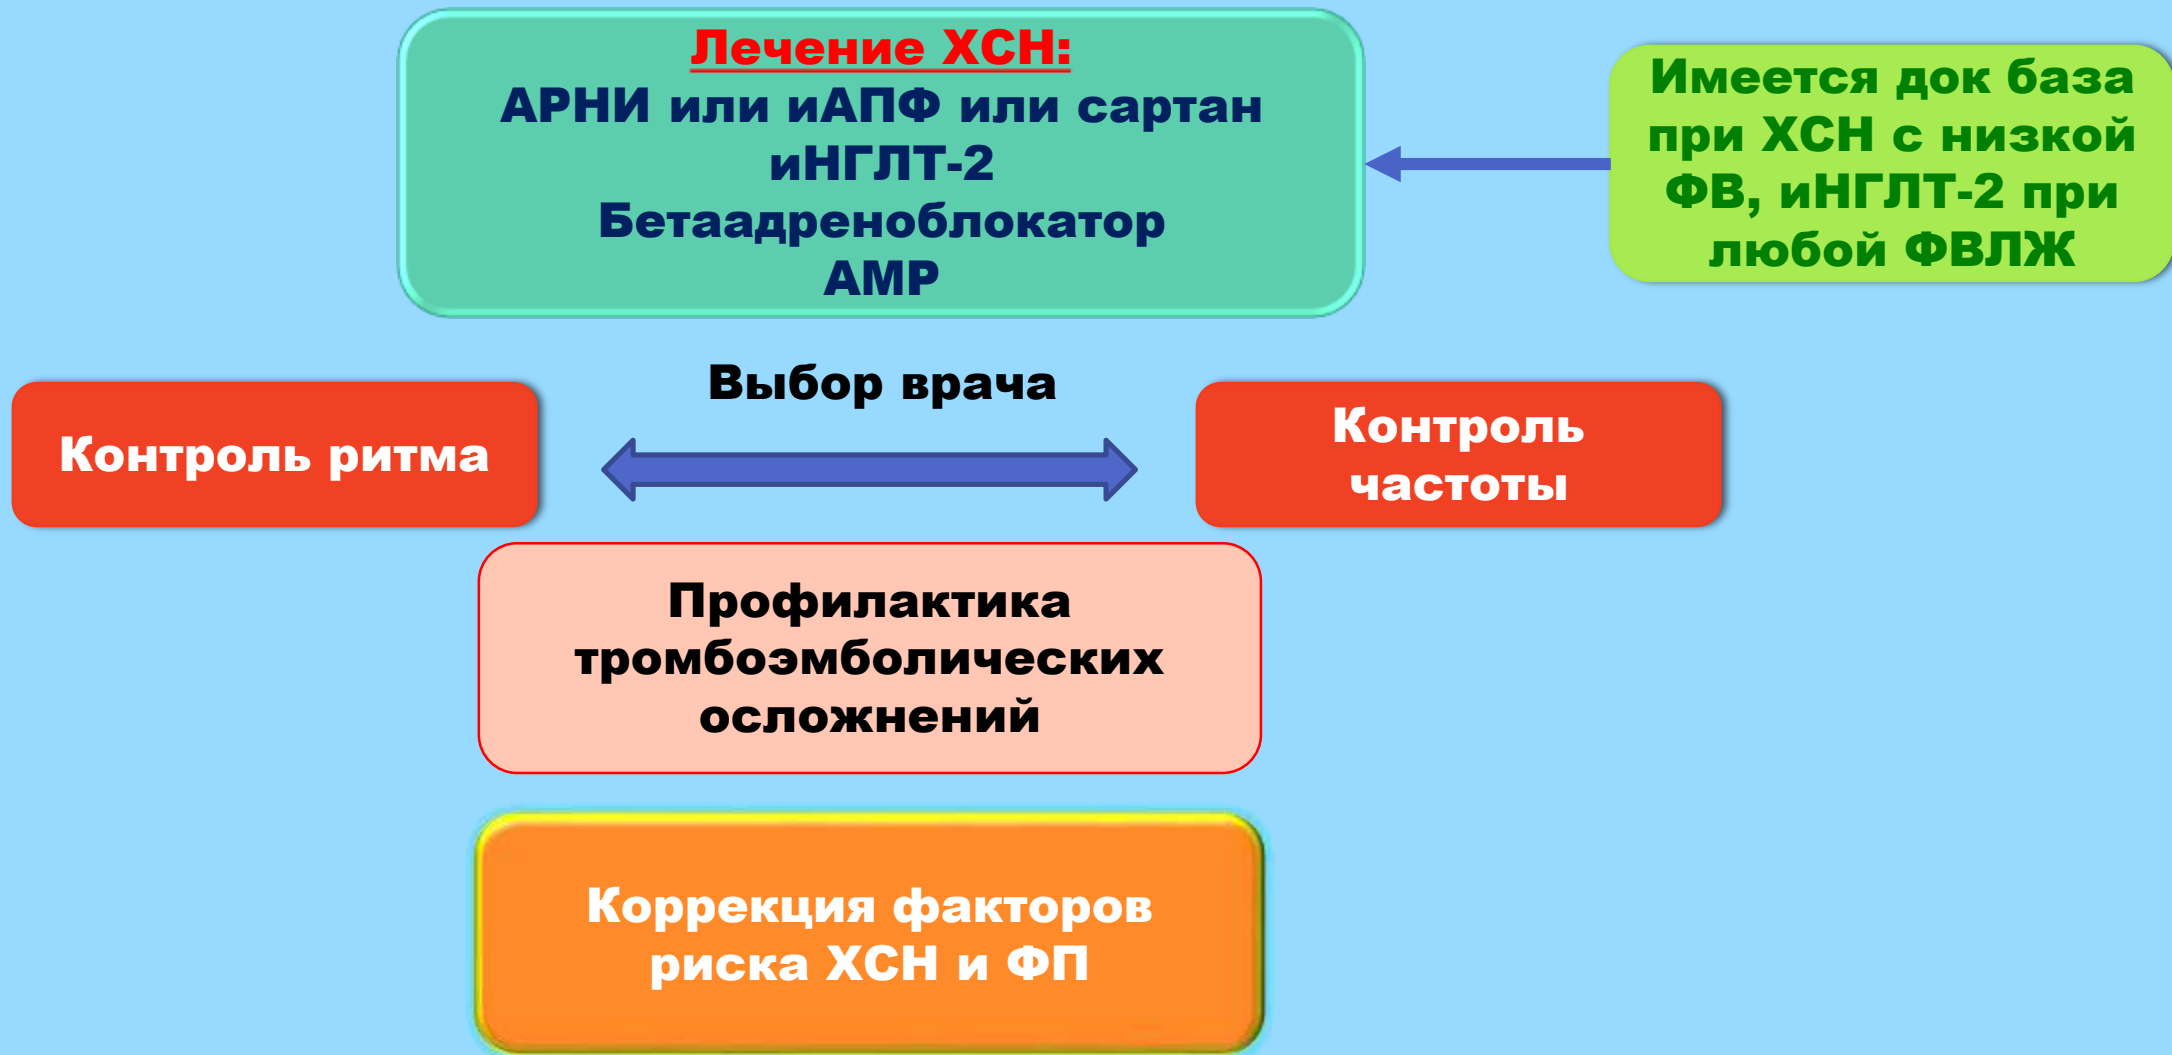 Лечение ХСН:
АРНИ или иАПФ или сартан
иНГЛТ-2
Бетаадреноблокатор
АМР
Имеется док база
при ХСН с низкой
ФВ, иНГЛТ-2 при
любой ФВЛЖ
Выбор врача
Контроль ритма
Контроль
частоты
Профилактика
тромбоэмболических
осложнений
Коррекция факторов
риска ХСН и ФП